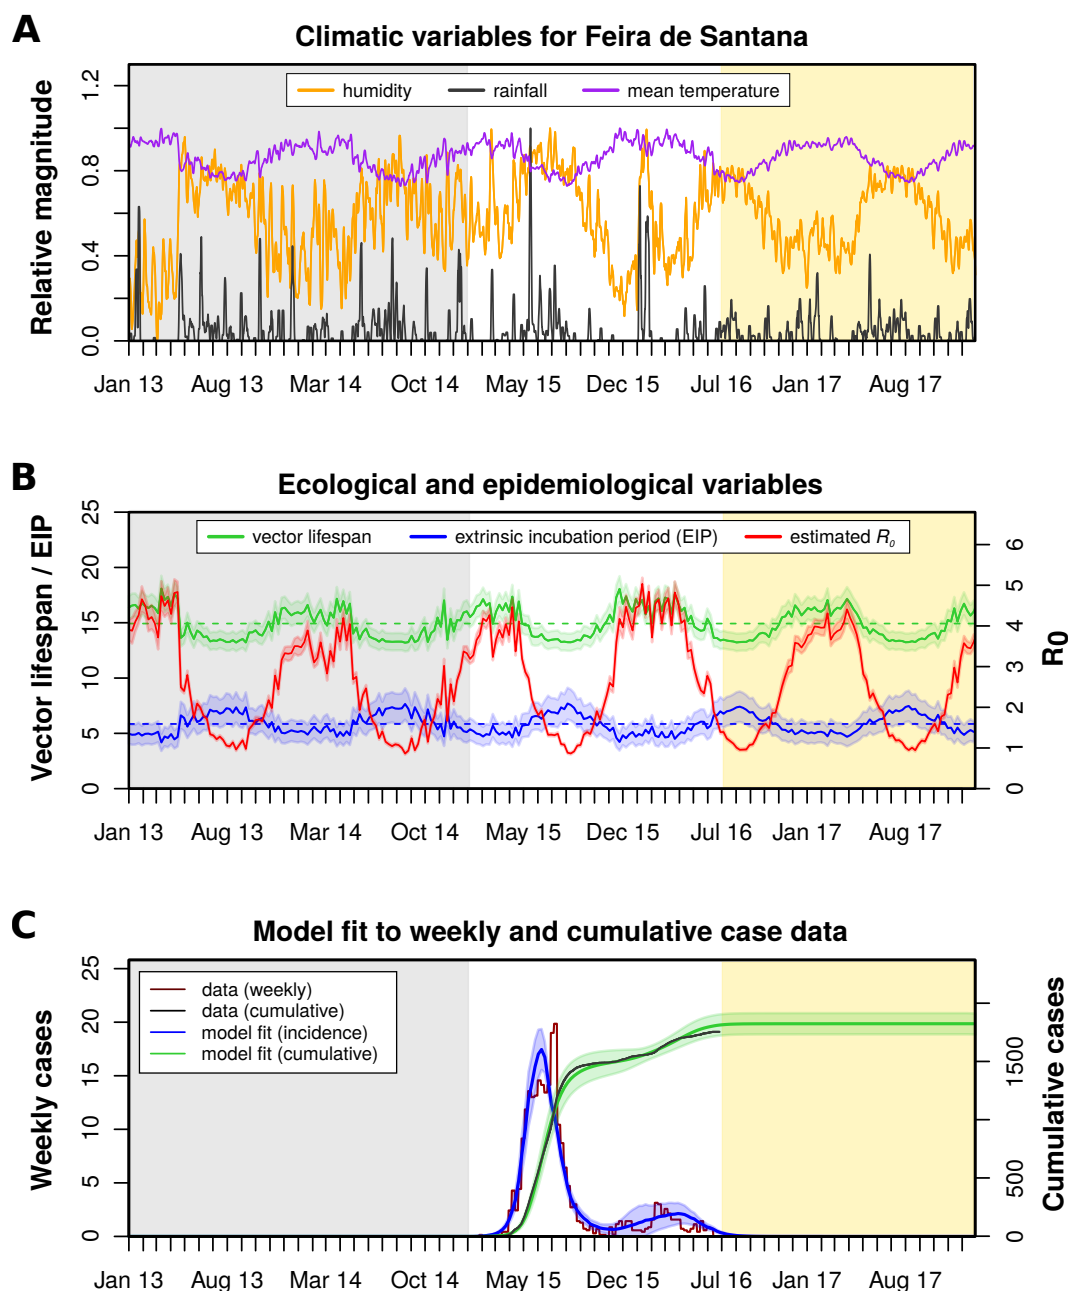 A
Climatic variables for Feira de Santana
humidity rainfall mean temperature
Relative magnitude
0.0 0.4 0.8 1.2
Jan 13 Aug 13 Mar 14 Oct 14 May 15 Dec 15 Jul 16 Jan 17 Aug 17
B
Ecological and epidemiological variables
vector lifespan extrinsic incubation period (EIP) estimated R0
Vector lifespan / EIP
0 5 10 15 20 25
R0
0 1 2 3 4 5 6
Jan 13 Aug 13 Mar 14 Oct 14 May 15 Dec 15 Jul 16 Jan 17 Aug 17
C
Model fit to weekly and cumulative case data
data (weekly)
data (cumulative)
model fit (incidence)
model fit (cumulative)
Weekly cases
0 5 10 15 20 25
Cumulative cases
0 500 1500
Jan 13 Aug 13 Mar 14 Oct 14 May 15 Dec 15 Jul 16 Jan 17 Aug 17